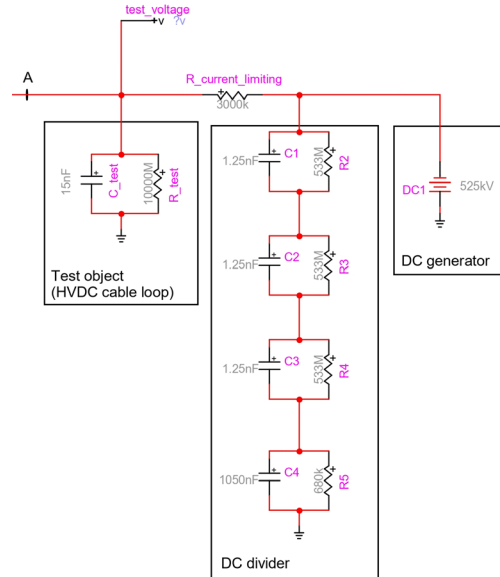 test_voltage
+v ?v
A
R_current_limiting
+
3000k
15nF
+
C_test
10000M
+
R_test
Test object
(HVDC cable loop)
1.25nF
+
C1
533M
+
R2
1.25nF
+
C2
533M
+
R3
1.25nF
+
C3
533M
+
R4
1050nF
+
C4
680k
+
R5
DC divider
+
DC1
525kV
DC generator